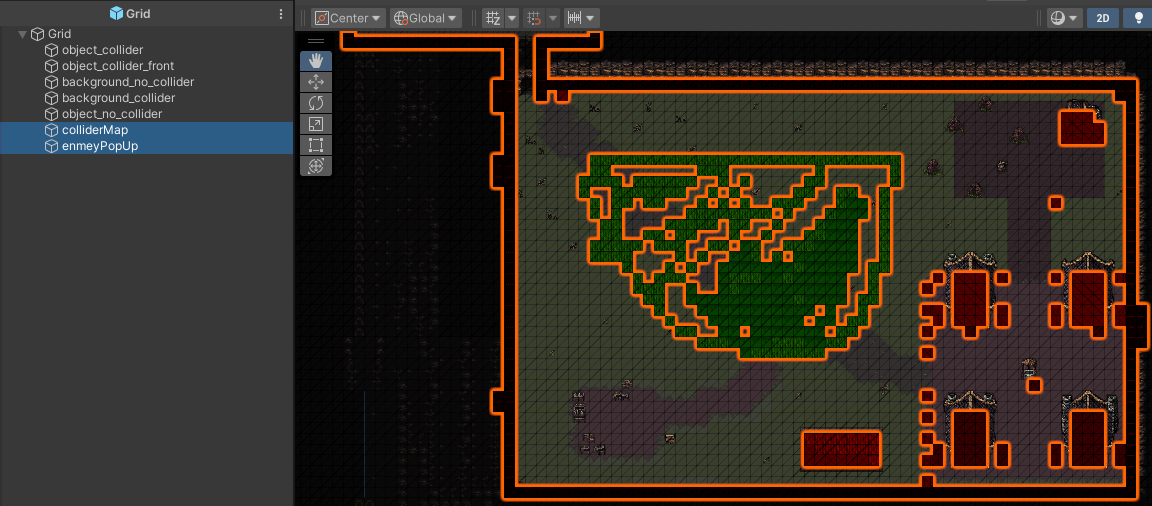 Grid
Center
Global
2D
Grid
object_collider
object_collider_front
background_no_collider
background_collider
object_no_collider
colliderMap
enmeyPopUp